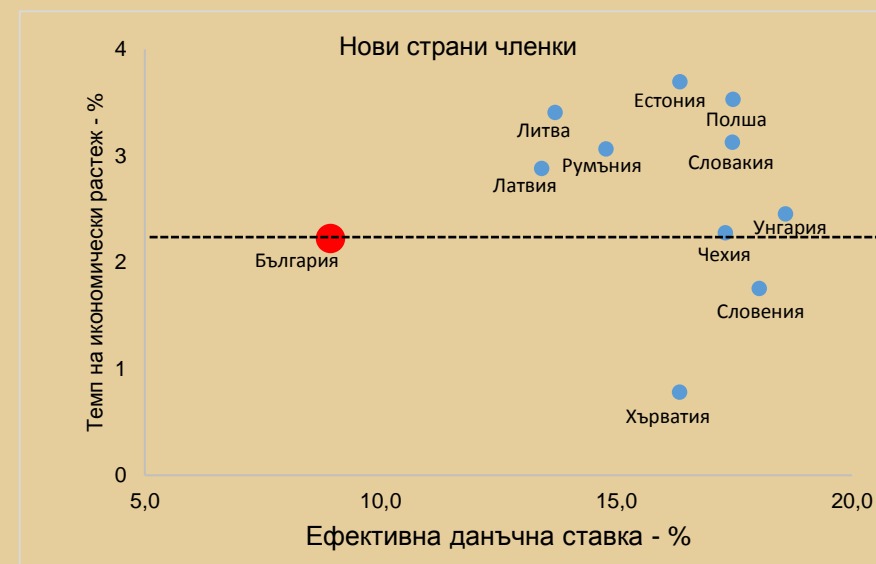 Нови страни членки
Темп на икономически растеж - %
4
3
2
1
0
Естония
Полша
Литва
Румъния
Словакия
Латвия
Унгария
Чехия
България
Словения
Хърватия
5,0
10,0
15,0
20,0
Ефективна данъчна ставка - %